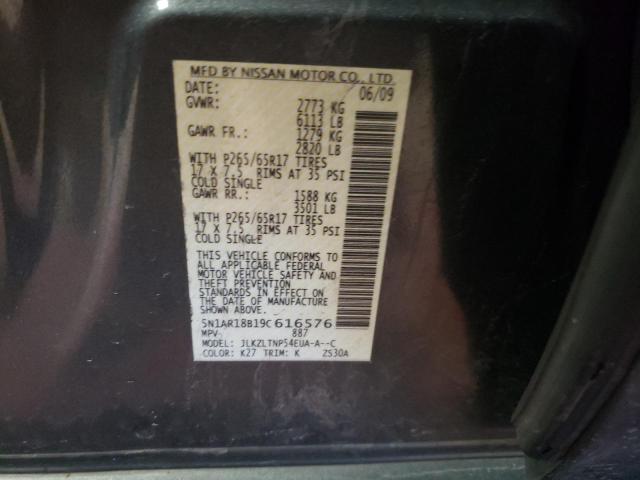 MFD BY NISSAN MOTOR CO., LTD.
DATE: 06/09
GVWR: 2773 KG
6113 LB
GAWR FR.: 1279 KG
2820 LB
WITH P265/65R17 TIRES
17 X 7.5 RIMS AT 35 PSI
COLD SINGLE
GAWR RR.: 1588 KG
3501 LB
WITH P265/65R17 TIRES
17 X 7.5 RIMS AT 35 PSI
COLD SINGLE
THIS VEHICLE CONFORMS TO
ALL APPLICABLE FEDERAL
MOTOR VEHICLE SAFETY AND
THEFT PREVENTION
STANDARDS IN EFFECT ON
THE DATE OF MANUFACTURE
SHOWN ABOVE.
5N1AR18B19C616576
MPV 887
MODEL: JLKZLTNP54EUA-A--C
COLOR: K27 TRIM: K ZS30A